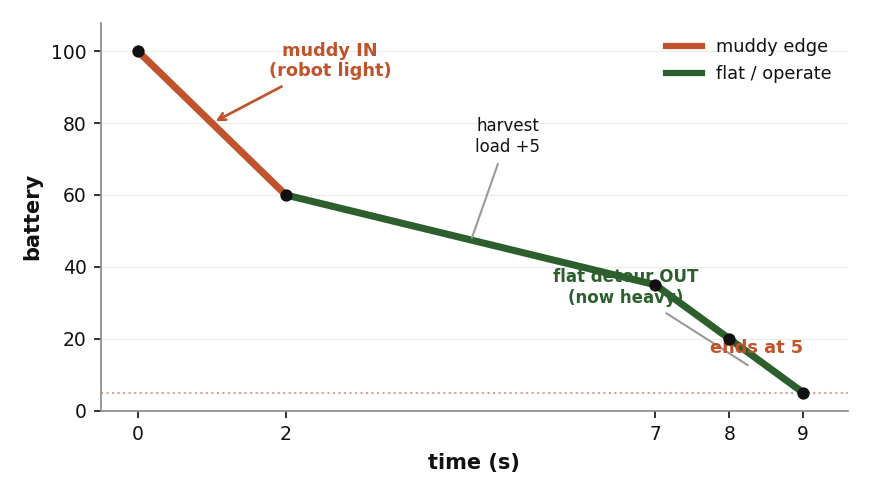 muddy IN
(robot light)
muddy edge
flat / operate
harvest
load +5
flat detour OUT
(now heavy)
ends at 5
battery
100
80
60
40
20
0
0
2
7
8
9
time (s)